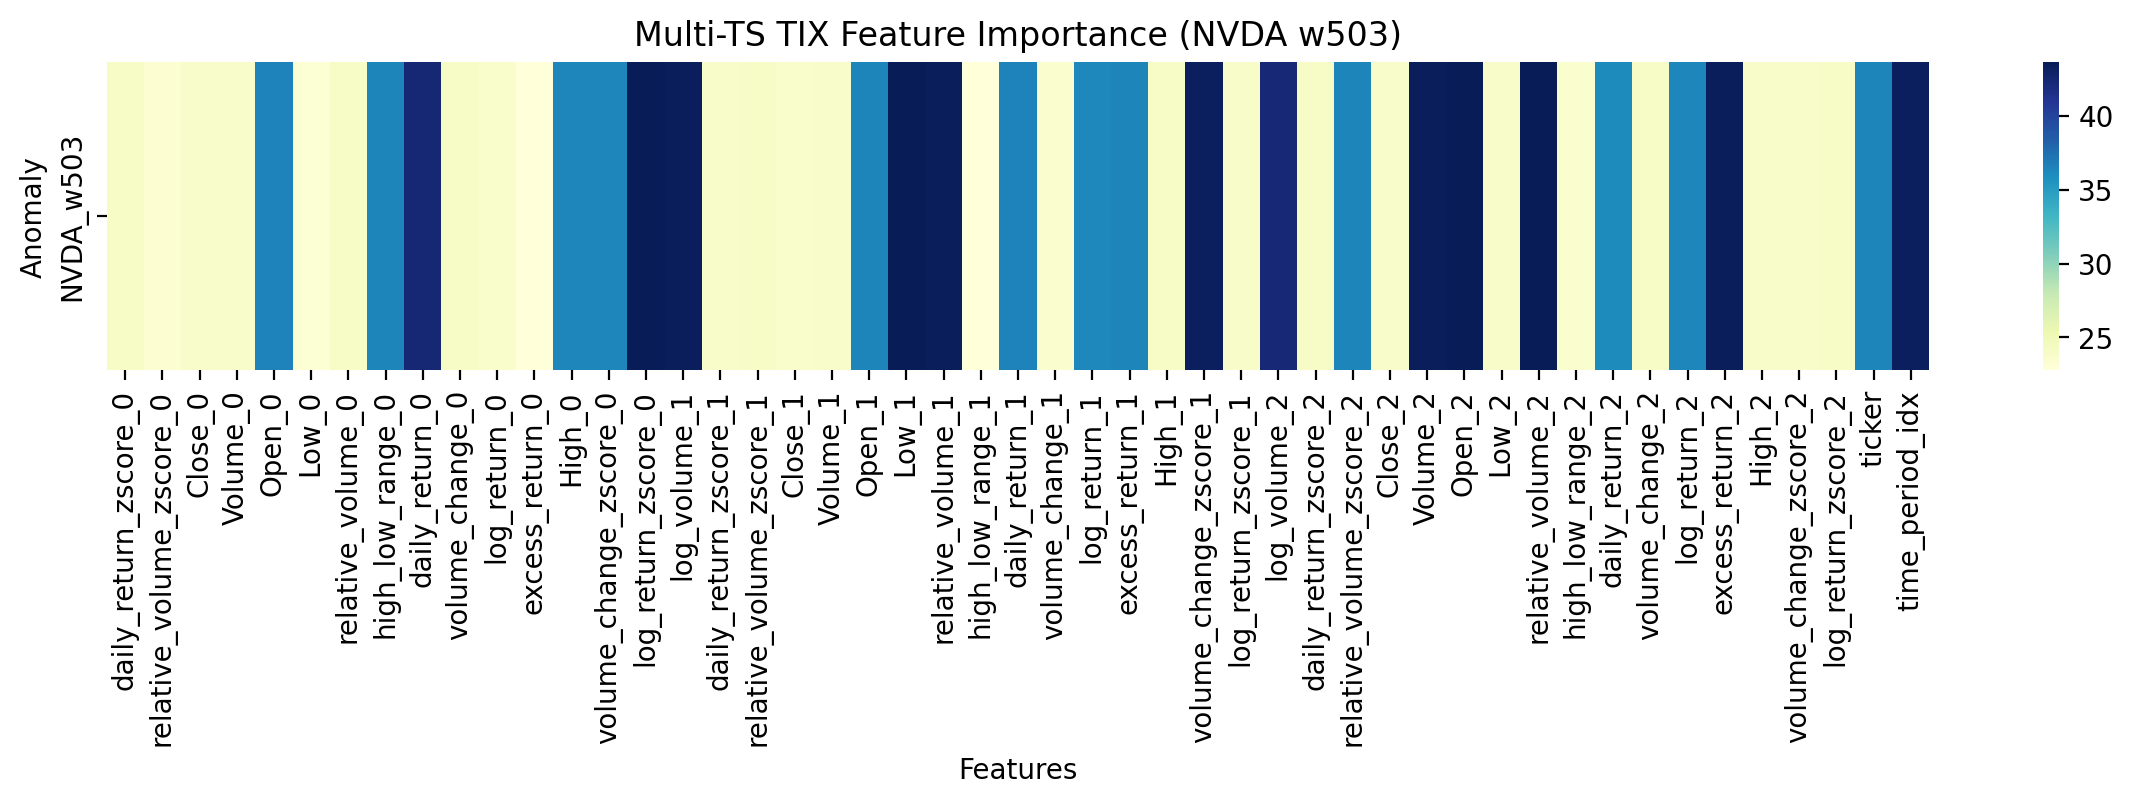 Multi-TS TIX Feature Importance (NVDA w503)
Anomaly
NVDA_w503
40
35
30
25
daily_return_zscore_0
relative_volume_zscore_0
Close_0
Volume_0
Open_0
Low_0
relative_volume_0
high_low_range_0
daily_return_0
volume_change_0
log_return_0
excess_return_0
High_0
volume_change_zscore_0
log_return_zscore_0
log_volume_1
daily_return_zscore_1
relative_volume_zscore_1
Close_1
Volume_1
Open_1
Low_1
relative_volume_1
high_low_range_1
daily_return_1
volume_change_1
log_return_1
excess_return_1
High_1
volume_change_zscore_1
log_return_zscore_1
log_volume_2
daily_return_zscore_2
relative_volume_zscore_2
Close_2
Volume_2
Open_2
Low_2
relative_volume_2
high_low_range_2
daily_return_2
volume_change_2
log_return_2
excess_return_2
High_2
volume_change_zscore_2
log_return_zscore_2
ticker
time_period_idx
Features